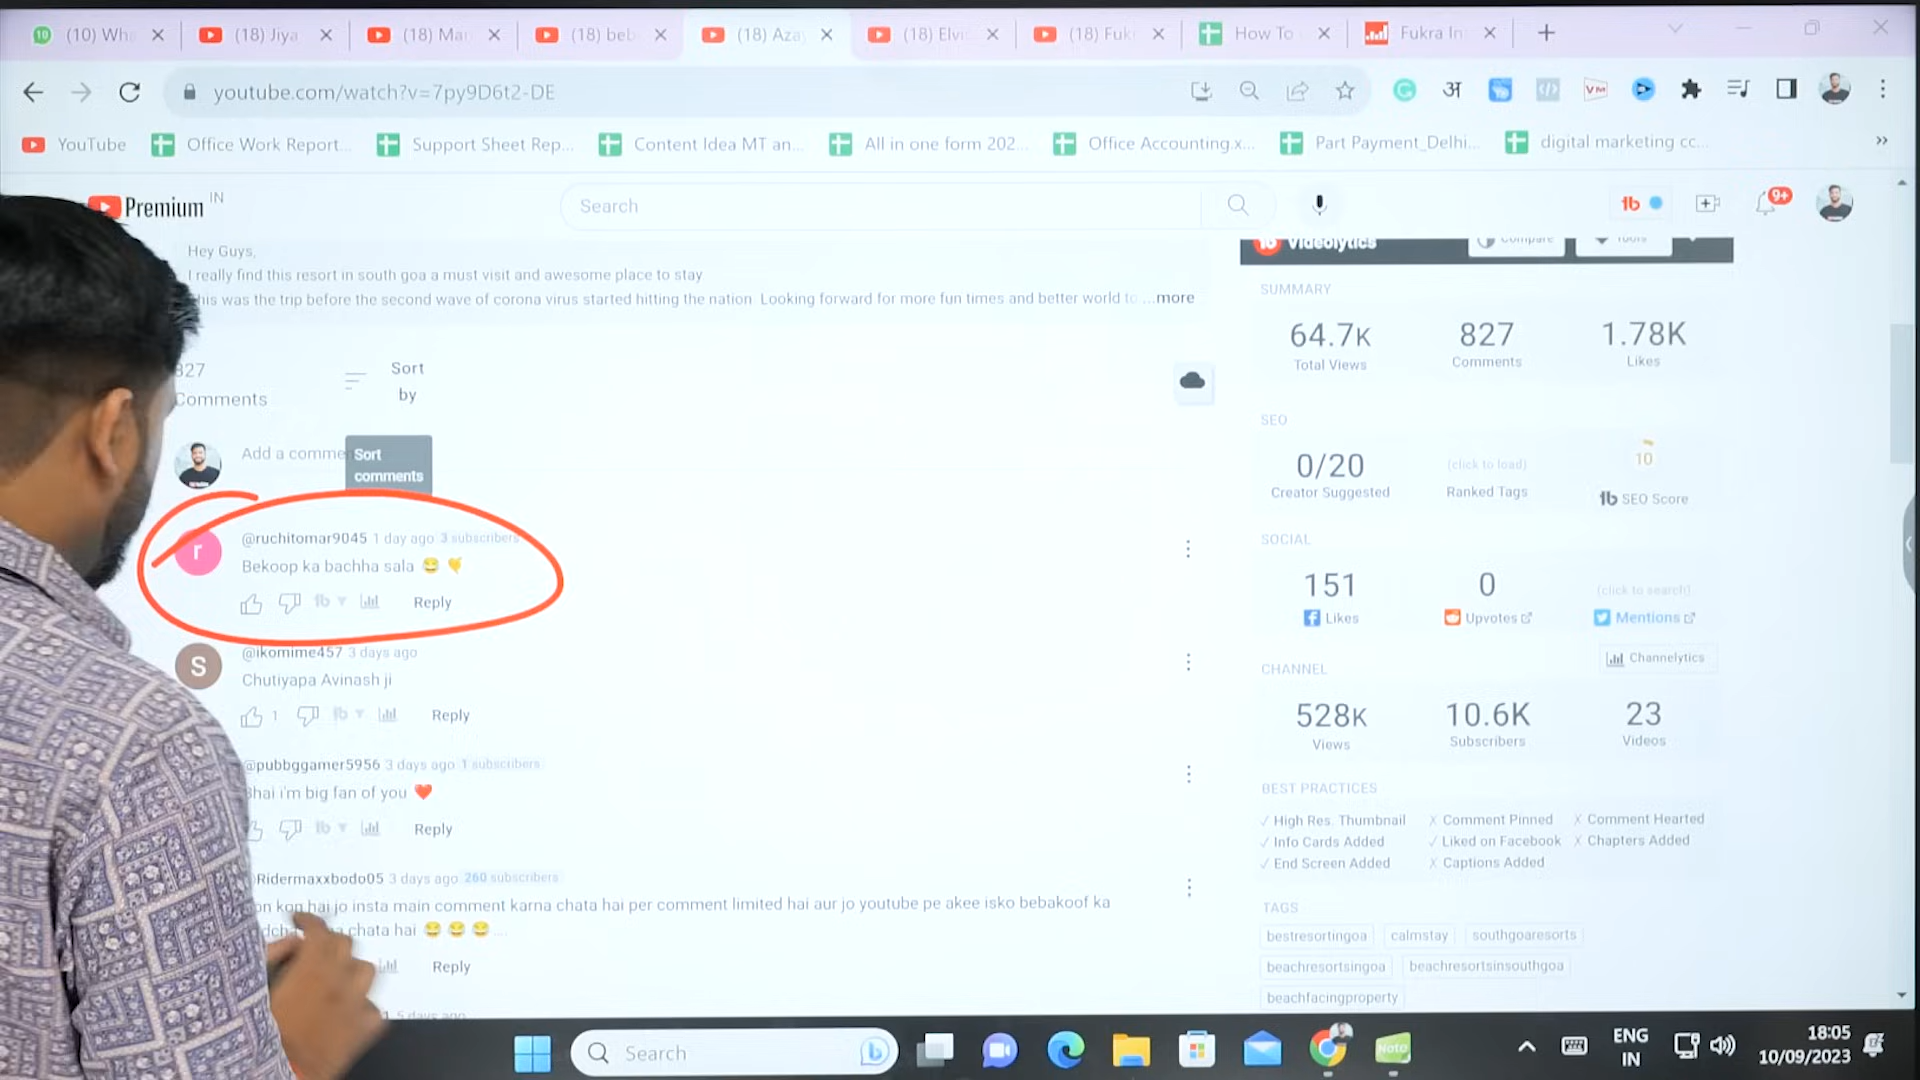 (10) Wha
(18) Jiya
(18) Mar
(18) beb
(18) Azay
(18) Elvi
(18) Fuk
How To
Fukra In
youtube.com/watch?v=7py9D6t2-DE
अ
VM
YouTube
Office Work Report...
Support Sheet Rep...
Content Idea MT an...
All in one form 202...
Office Accounting.x...
Part Payment_Delhi...
digital marketing cc...
Premium IN
Search
9+
Hey Guys,
I really find this resort in south goa a must visit and awesome place to stay
this was the trip before the second wave of corona virus started hitting the nation. Looking forward for more fun times and better world to ...more
827
Comments
Sort
by
Add a comme
Sort
comments
@ruchitomar9045 1 day ago 3 subscribers
r
Bekoop ka bachha sala 😂 🫰
Reply
@ikomime457 3 days ago
S
Chutiyapa Avinash ji
1
Reply
@pubbggamer5956 3 days ago 1 subscribers
Bhai i'm big fan of you ❤️
Reply
Ridermaxxbodo05 3 days ago 260 subscribers
kon hai jo insta main comment karna chata hai per comment limited hai aur jo youtube pe akee isko bebakoof ka
chata hai 😂 😂 😂 ...
Reply
5 days ago
Videolytics
Compare
Tools
SUMMARY
64.7K
Total Views
827
Comments
1.78K
Likes
SEO
0/20
Creator Suggested
(click to load)
Ranked Tags
10
SEO Score
SOCIAL
151
Likes
0
Upvotes
(click to search)
Mentions
CHANNEL
Channelytics
528K
Views
10.6K
Subscribers
23
Videos
BEST PRACTICES
✓ High Res. Thumbnail
✗ Comment Pinned
✗ Comment Hearted
✓ Info Cards Added
✓ Liked on Facebook
✗ Chapters Added
✓ End Screen Added
✗ Captions Added
TAGS
bestresortingoa
calmstay
southgoaresorts
beachresortsingoa
beachresortsinsouthgoa
beachfacingproperty
Search
Note
ENG
IN
18:05
10/09/2023